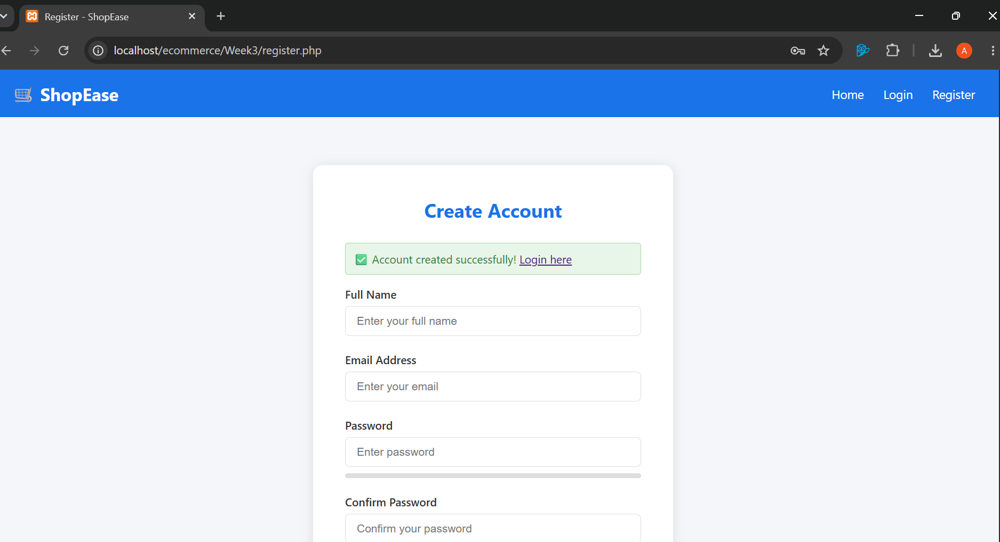 Register - ShopEase
localhost/ecommerce/Week3/register.php
A
ShopEase
Home Login Register
Create Account
✅ Account created successfully! Login here
Full Name
Enter your full name
Email Address
Enter your email
Password
Enter password
Confirm Password
Confirm your password